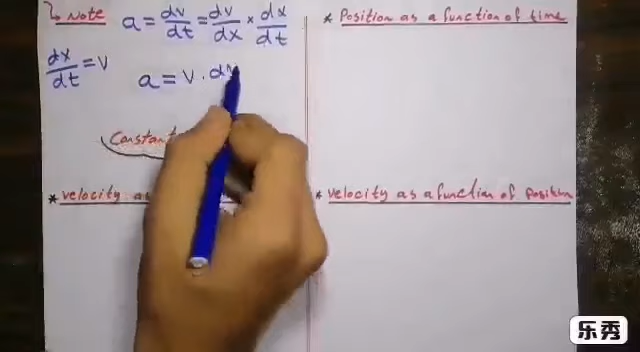 ↳ Note
a = dv/dt = dv/dx × dx/dt
dx/dt = v
a = v . dv
Constant
* velocity as
* Position as a function of time
* velocity as a function of position
乐秀